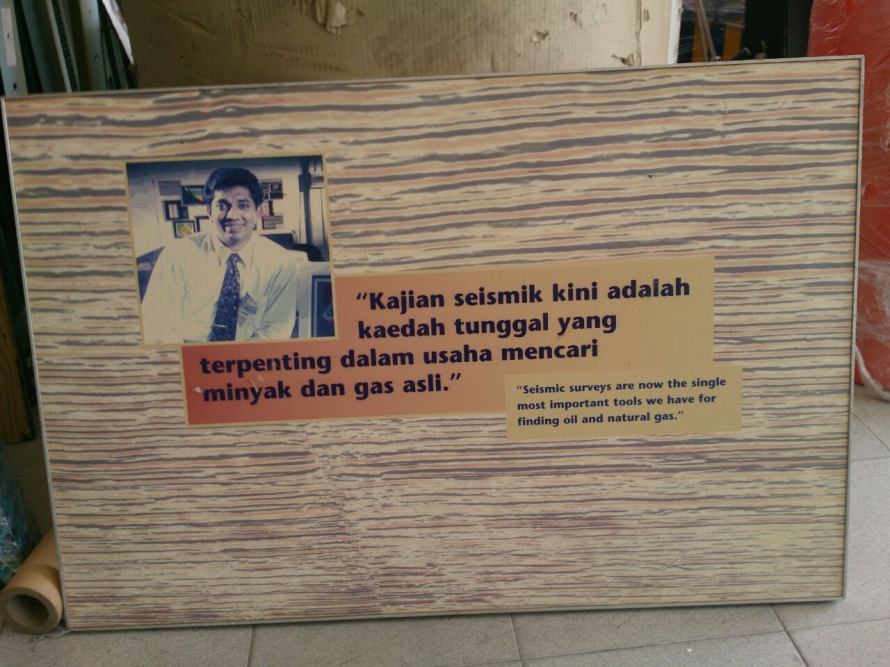 “Kajian seismik kini adalah
kaedah tunggal yang
terpenting dalam usaha mencari
minyak dan gas asli.”
“Seismic surveys are now the single
most important tools we have for
finding oil and natural gas.”